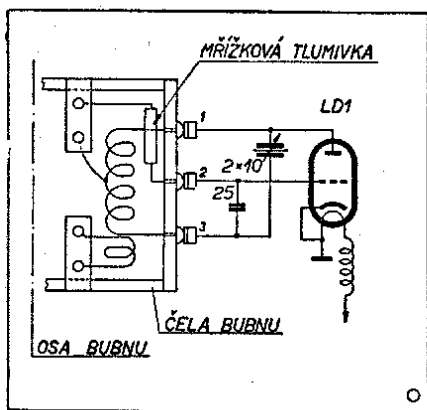 MŘÍŽKOVÁ TLUMIVKA
LD1
1
2×10
2
25
3
ČELA BUBNU
OSA BUBNU